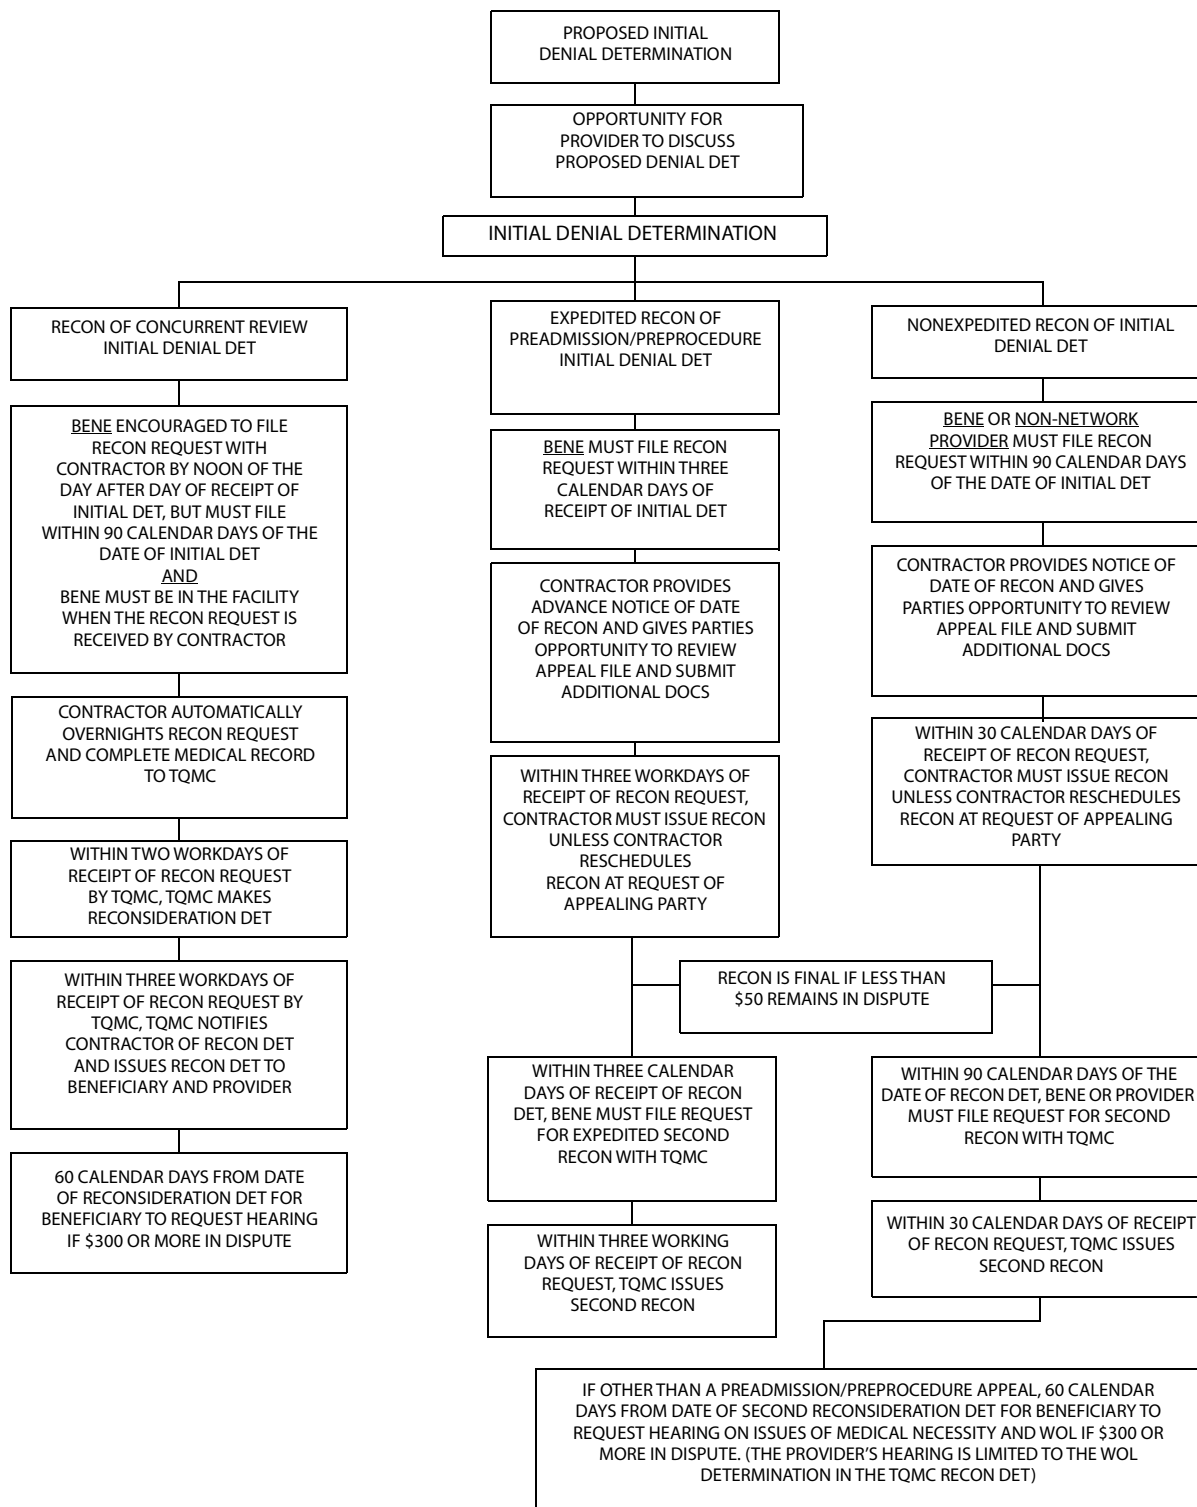 PROPOSED INITIAL
DENIAL DETERMINATION
OPPORTUNITY FOR
PROVIDER TO DISCUSS
PROPOSED DENIAL DET
INITIAL DENIAL DETERMINATION
RECON OF CONCURRENT REVIEW
INITIAL DENIAL DET
BENE ENCOURAGED TO FILE
RECON REQUEST WITH
CONTRACTOR BY NOON OF THE
DAY AFTER DAY OF RECEIPT OF
INITIAL DET, BUT MUST FILE
WITHIN 90 CALENDAR DAYS OF THE
DATE OF INITIAL DET
AND
BENE MUST BE IN THE FACILITY
WHEN THE RECON REQUEST IS
RECEIVED BY CONTRACTOR
CONTRACTOR AUTOMATICALLY
OVERNIGHTS RECON REQUEST
AND COMPLETE MEDICAL RECORD
TO TQMC
WITHIN TWO WORKDAYS OF
RECEIPT OF RECON REQUEST
BY TQMC, TQMC MAKES
RECONSIDERATION DET
WITHIN THREE WORKDAYS OF
RECEIPT OF RECON REQUEST BY
TQMC, TQMC NOTIFIES
CONTRACTOR OF RECON DET
AND ISSUES RECON DET TO
BENEFICIARY AND PROVIDER
60 CALENDAR DAYS FROM DATE
OF RECONSIDERATION DET FOR
BENEFICIARY TO REQUEST HEARING
IF $300 OR MORE IN DISPUTE
EXPEDITED RECON OF
PREADMISSION/PREPROCEDURE
INITIAL DENIAL DET
BENE MUST FILE RECON
REQUEST WITHIN THREE
CALENDAR DAYS OF
RECEIPT OF INITIAL DET
CONTRACTOR PROVIDES
ADVANCE NOTICE OF DATE
OF RECON AND GIVES PARTIES
OPPORTUNITY TO REVIEW
APPEAL FILE AND SUBMIT
ADDITIONAL DOCS
WITHIN THREE WORKDAYS OF
RECEIPT OF RECON REQUEST,
CONTRACTOR MUST ISSUE RECON
UNLESS CONTRACTOR
RESCHEDULES
RECON AT REQUEST OF
APPEALING PARTY
RECON IS FINAL IF LESS THAN
$50 REMAINS IN DISPUTE
WITHIN THREE CALENDAR
DAYS OF RECEIPT OF RECON
DET, BENE MUST FILE REQUEST
FOR EXPEDITED SECOND
RECON WITH TQMC
WITHIN THREE WORKING
DAYS OF RECEIPT OF RECON
REQUEST, TQMC ISSUES
SECOND RECON
NONEXPEDITED RECON OF INITIAL
DENIAL DET
BENE OR NON-NETWORK
PROVIDER MUST FILE RECON
REQUEST WITHIN 90 CALENDAR DAYS
OF THE DATE OF INITIAL DET
CONTRACTOR PROVIDES NOTICE OF
DATE OF RECON AND GIVES
PARTIES OPPORTUNITY TO REVIEW
APPEAL FILE AND SUBMIT
ADDITIONAL DOCS
WITHIN 30 CALENDAR DAYS OF
RECEIPT OF RECON REQUEST,
CONTRACTOR MUST ISSUE RECON
UNLESS CONTRACTOR RESCHEDULES
RECON AT REQUEST OF APPEALING
PARTY
WITHIN 90 CALENDAR DAYS OF THE
DATE OF RECON DET, BENE OR PROVIDER
MUST FILE REQUEST FOR SECOND
RECON WITH TQMC
WITHIN 30 CALENDAR DAYS OF RECEIPT
OF RECON REQUEST, TQMC ISSUES
SECOND RECON
IF OTHER THAN A PREADMISSION/PREPROCEDURE APPEAL, 60 CALENDAR
DAYS FROM DATE OF SECOND RECONSIDERATION DET FOR BENEFICIARY TO
REQUEST HEARING ON ISSUES OF MEDICAL NECESSITY AND WOL IF $300 OR
MORE IN DISPUTE. (THE PROVIDER'S HEARING IS LIMITED TO THE WOL
DETERMINATION IN THE TQMC RECON DET)